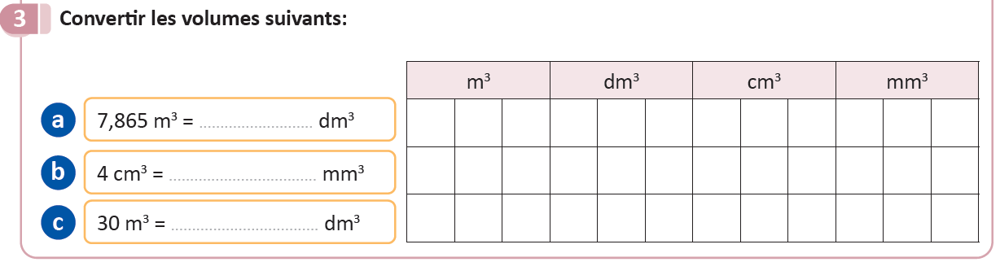 3 Convertir les volumes suivants:
m³ dm³ cm³ mm³
a 7,865 m³ = ........................... dm³
b 4 cm³ = ................................... mm³
c 30 m³ = ................................... dm³